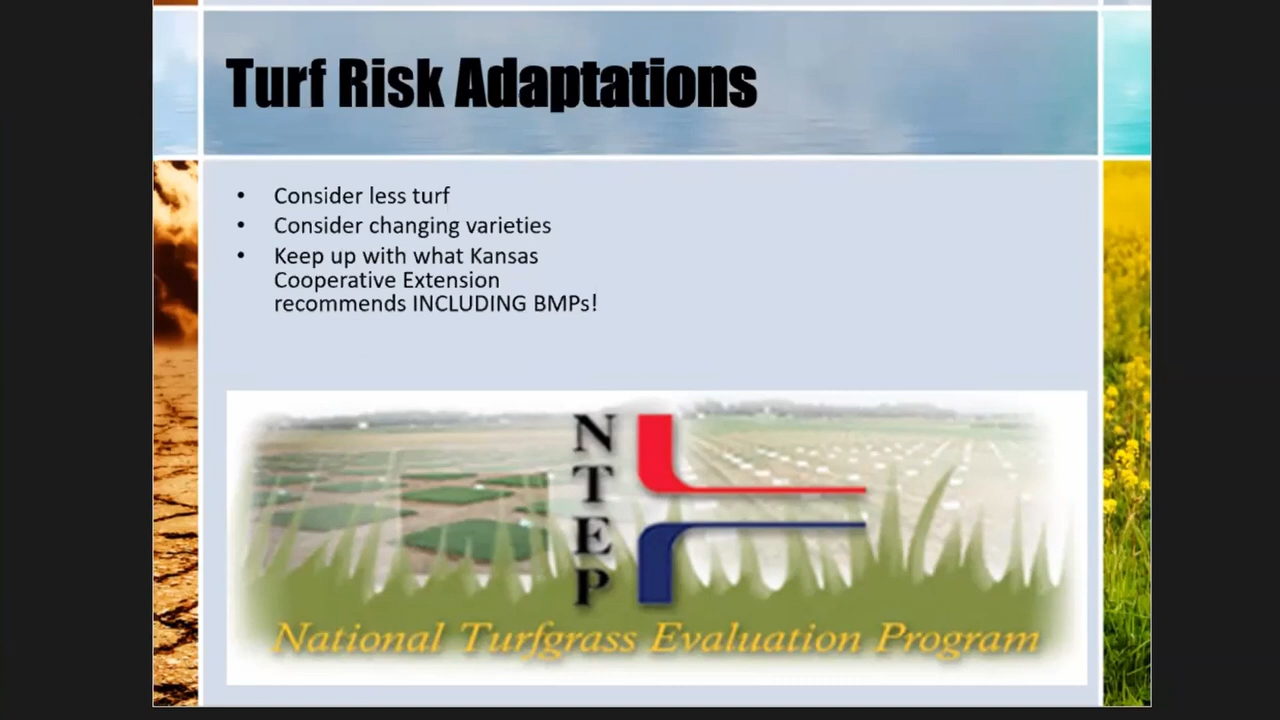 Turf Risk Adaptations
• Consider less turf
• Consider changing varieties
• Keep up with what Kansas
Cooperative Extension
recommends INCLUDING BMPs!
NTEP
National Turfgrass Evaluation Program